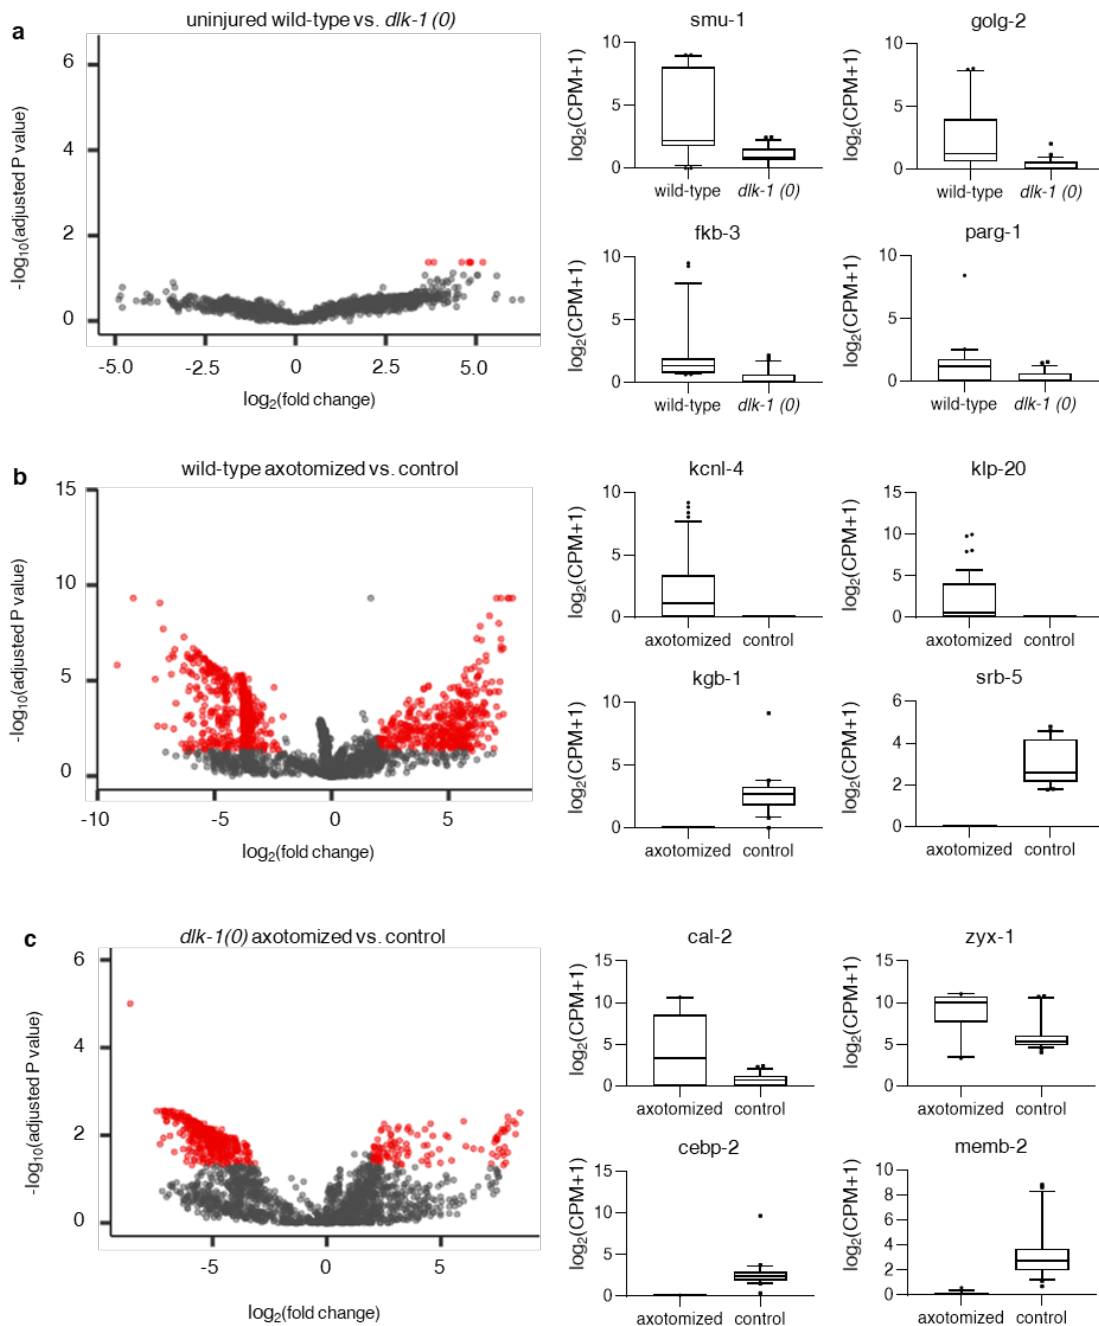 a
uninjured wild-type vs. dlk-1 (0)
-log10(adjusted P value)
6
4
2
0
-5.0 -2.5 0 2.5 5.0
log2(fold change)
smu-1
log2(CPM+1)
10
5
0
wild-type dlk-1 (0)
golg-2
log2(CPM+1)
10
5
0
wild-type dlk-1 (0)
fkb-3
log2(CPM+1)
10
5
0
wild-type dlk-1 (0)
parg-1
log2(CPM+1)
10
5
0
wild-type dlk-1 (0)
b
wild-type axotomized vs. control
-log10(adjusted P value)
15
10
5
0
-10 -5 0 5
log2(fold change)
kcnl-4
log2(CPM+1)
10
5
0
axotomized control
klp-20
log2(CPM+1)
15
10
5
0
axotomized control
kgb-1
log2(CPM+1)
10
5
0
axotomized control
srb-5
log2(CPM+1)
6
4
2
0
axotomized control
c
dlk-1(0) axotomized vs. control
-log10(adjusted P value)
6
4
2
0
-5 0 5
log2(fold change)
cal-2
log2(CPM+1)
15
10
5
0
axotomized control
zyx-1
log2(CPM+1)
15
10
5
0
axotomized control
cebp-2
log2(CPM+1)
15
10
5
0
axotomized control
memb-2
log2(CPM+1)
10
8
6
4
2
0
axotomized control